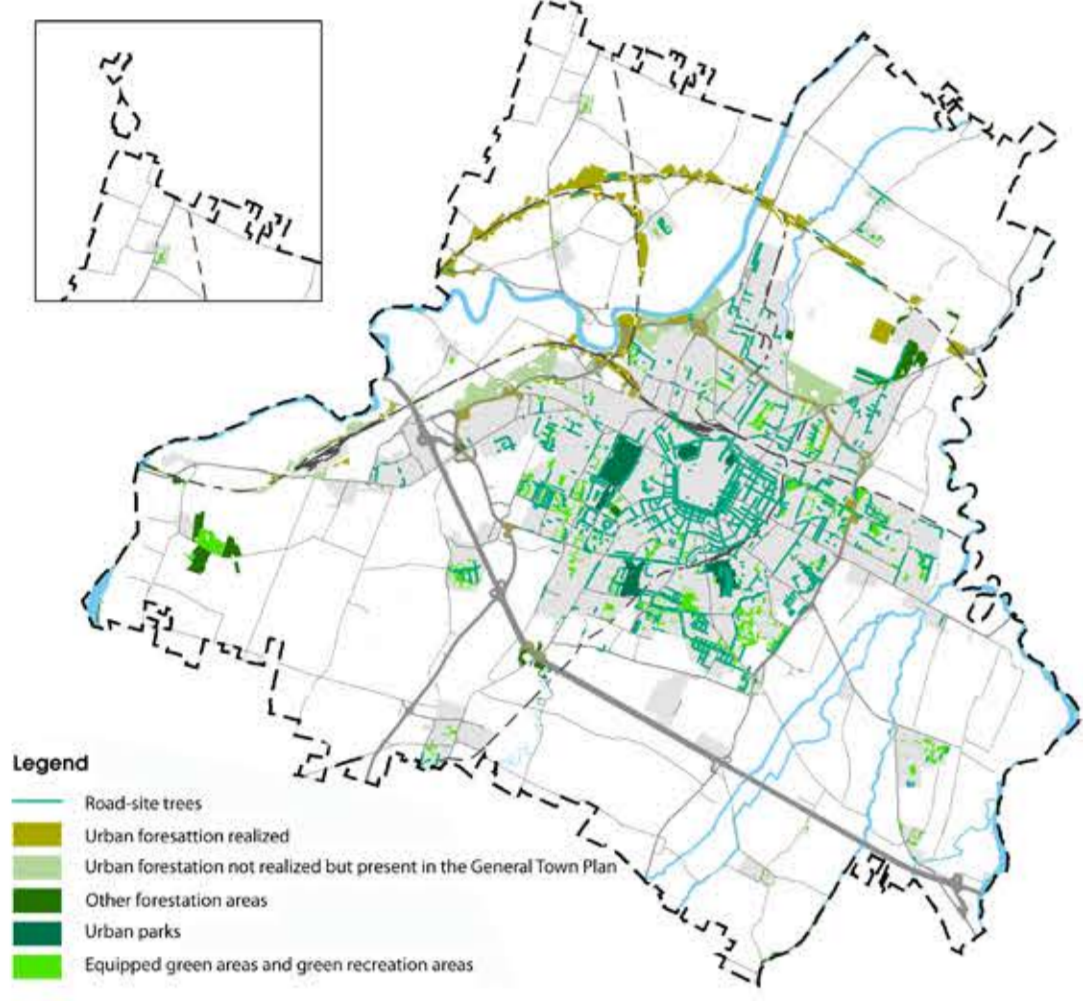 Legend
Road-site trees
Urban foresattion realized
Urban forestation not realized but present in the General Town Plan
Other forestation areas
Urban parks
Equipped green areas and green recreation areas